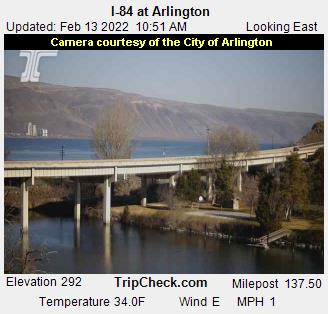 I-84 at Arlington
Updated: Feb 13 2022 10:51 AM Looking East
Camera courtesy of the City of Arlington
Elevation 292 TripCheck.com Milepost 137.50
Temperature 34.0F Wind E MPH 1